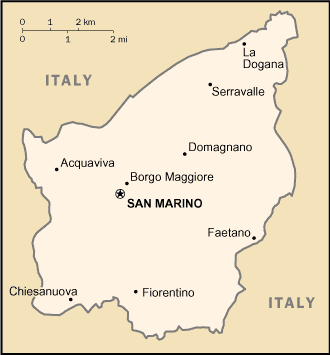 0 1 2 km
0 1 2 mi
La
Dogana
ITALY
Serravalle
Domagnano
Acquaviva
Borgo Maggiore
SAN MARINO
Faetano
Chiesanuova
Fiorentino
ITALY